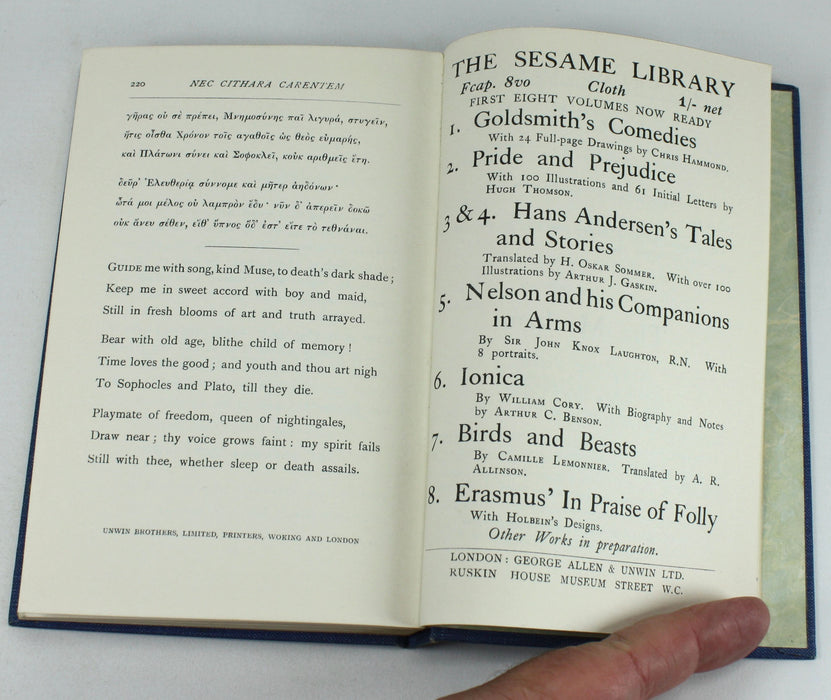 220 NEC CITHARA CARENTEM
γῆρας οὐ σὲ πρέπει, Μνημοσύνης παῖ λιγυρά, στυγεῖν,
ἥτις οἶσθα Χρόνον τοῖς ἀγαθοῖς ὡς θεὸς εὐμαρής,
καὶ Πλάτωνι σύνει καὶ Σοφοκλεῖ, κοὐκ ἀριθμεῖς ἔτη.
δεῦρ' Ἐλευθερίᾳ σύννομε καὶ μῆτερ ἀηδόνων·
ὦτά μοι μέλος οὐ λαμπρὸν ἔδυ· νῦν δ' ἀπερεῖν δοκῶ
οὐκ ἄνευ σέθεν, εἴθ' ὕπνος ὅδ' ἐστ' εἴτε τὸ τεθνάναι.
GUIDE me with song, kind Muse, to death's dark shade;
Keep me in sweet accord with boy and maid,
Still in fresh blooms of art and truth arrayed.
Bear with old age, blithe child of memory!
Time loves the good; and youth and thou art nigh
To Sophocles and Plato, till they die.
Playmate of freedom, queen of nightingales,
Draw near; thy voice grows faint: my spirit fails
Still with thee, whether sleep or death assails.
UNWIN BROTHERS, LIMITED, PRINTERS, WOKING AND LONDON
THE SESAME LIBRARY
Fcap. 8vo Cloth 1/- net
FIRST EIGHT VOLUMES NOW READY
1. Goldsmith's Comedies
With 24 Full-page Drawings by CHRIS HAMMOND.
2. Pride and Prejudice
With 100 Illustrations and 61 Initial Letters by
HUGH THOMSON.
3 & 4. Hans Andersen's Tales
and Stories
Translated by H. OSKAR SOMMER. With over 100
Illustrations by ARTHUR J. GASKIN.
5. Nelson and his Companions
in Arms
By SIR JOHN KNOX LAUGHTON, R.N. With
8 portraits.
6. Ionica
By WILLIAM CORY. With Biography and Notes
by ARTHUR C. BENSON.
7. Birds and Beasts
By CAMILLE LEMONNIER. Translated by A. R.
ALLINSON.
8. Erasmus' In Praise of Folly
With HOLBEIN'S Designs.
Other Works in preparation.
LONDON: GEORGE ALLEN & UNWIN LTD.
RUSKIN HOUSE MUSEUM STREET W.C.